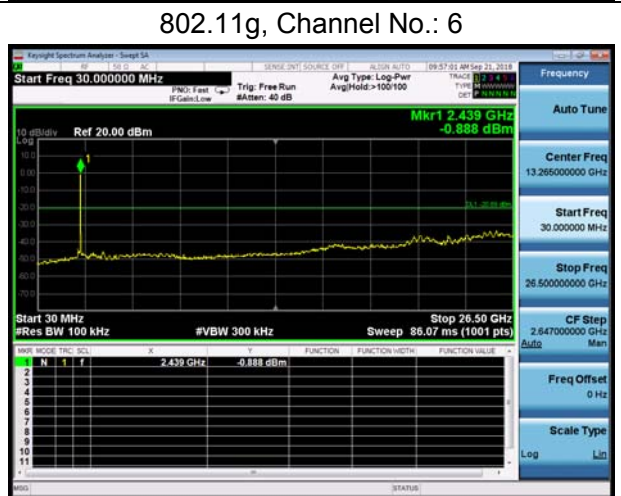 802.11g, Channel No.: 6
Keysight Spectrum Analyzer - Swept SA
RF 50 Ω AC SENSE:INT SOURCE OFF ALIGN AUTO 09:57:01 AM Sep 21, 2018
Start Freq 30.000000 MHz
PNO: Fast Trig: Free Run Avg Type: Log-Pwr TRACE 1 2 3 4 5 6
IFGain:Low #Atten: 40 dB Avg|Hold:>100/100 TYPE M WWWWW
DET P N N N N N
Frequency
Mkr1 2.439 GHz
10 dB/div Ref 20.00 dBm -0.888 dBm
Log
10.0
0.00
-10.0
-20.0
-30.0
-40.0
-50.0
-60.0
-70.0
1
Start 30 MHz Stop 26.50 GHz
#Res BW 100 kHz #VBW 300 kHz Sweep 86.07 ms (1001 pts)
MKR MODE TRC SCL X Y FUNCTION FUNCTION WIDTH FUNCTION VALUE
1 N 1 f 2.439 GHz -0.888 dBm
2
3
4
5
6
7
8
9
10
11
MSG STATUS
Auto Tune
Center Freq
13.265000000 GHz
Start Freq
30.000000 MHz
Stop Freq
26.500000000 GHz
CF Step
2.647000000 GHz
Auto Man
Freq Offset
0 Hz
Scale Type
Log Lin